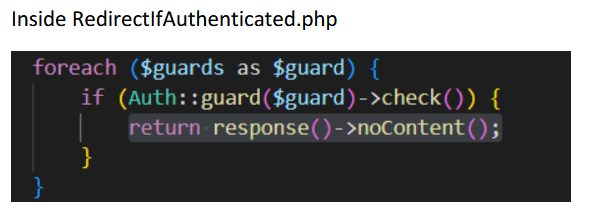 Inside RedirectIfAuthenticated.php
foreach ($guards as $guard) {
    if (Auth::guard($guard)->check()) {
        return response()->noContent();
    }
}